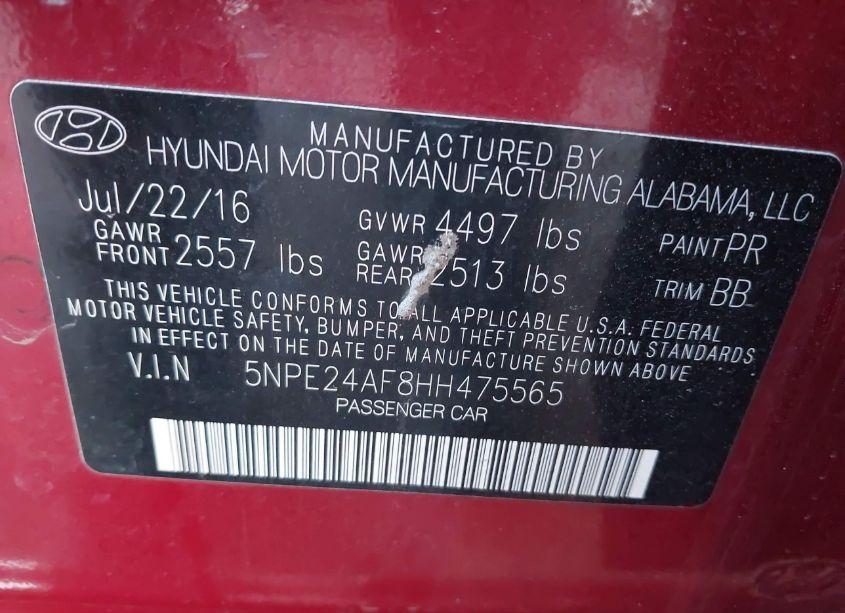 MANUFACTURED BY
HYUNDAI MOTOR MANUFACTURING ALABAMA, LLC
Jul/22/16 GVWR 4497 lbs PAINT PR
GAWR FRONT 2557 lbs GAWR REAR 2513 lbs TRIM BB
THIS VEHICLE CONFORMS TO ALL APPLICABLE U.S.A. FEDERAL
MOTOR VEHICLE SAFETY, BUMPER, AND THEFT PREVENTION STANDARDS
IN EFFECT ON THE DATE OF MANUFACTURE SHOWN ABOVE
V.I.N 5NPE24AF8HH475565
PASSENGER CAR